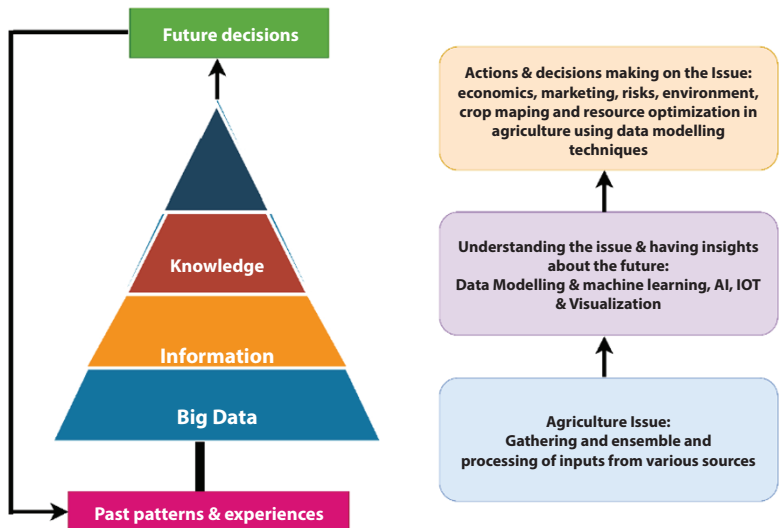 Future decisions
Knowledge
Information
Big Data
Past patterns & experiences
Actions & decisions making on the Issue:
economics, marketing, risks, environment,
crop maping and resource optimization in
agriculture using data modelling
techniques
Understanding the issue & having insights
about the future:
Data Modelling & machine learning, AI, IOT
& Visualization
Agriculture Issue:
Gathering and ensemble and
processing of inputs from various sources